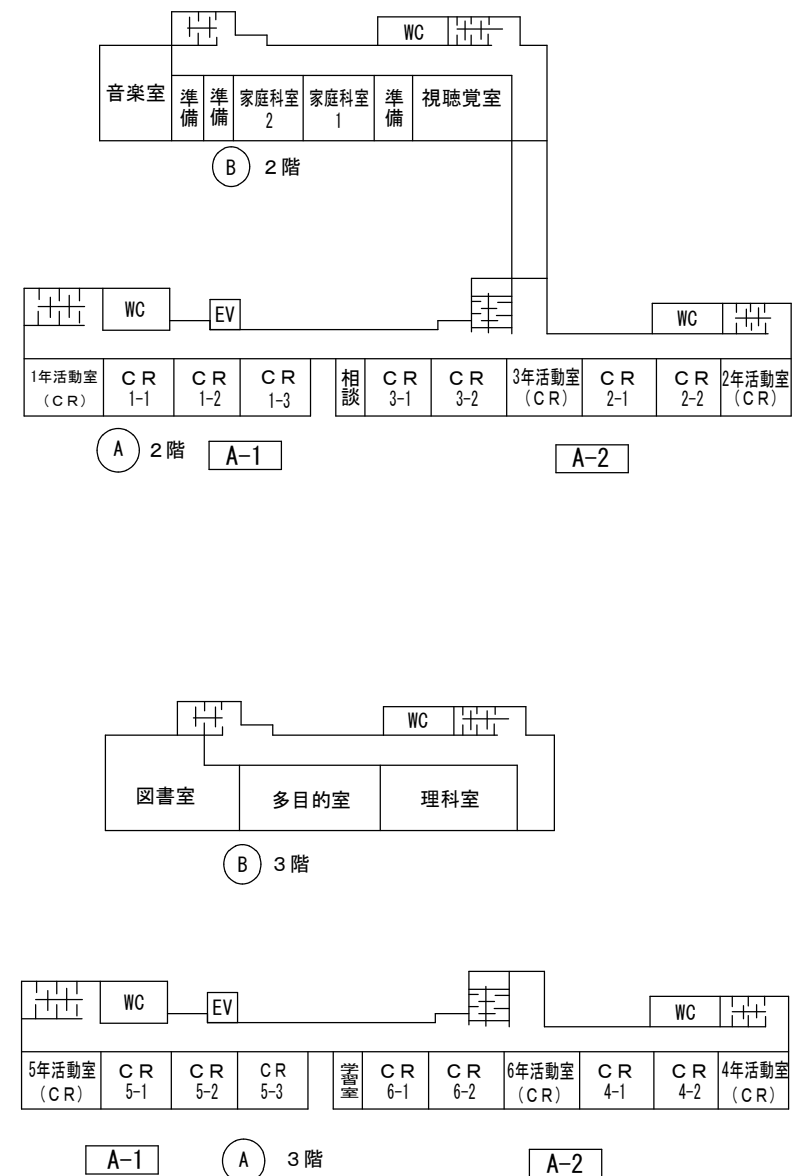 WC
音楽室
準備
準備
家庭科室
2
家庭科室
1
準備
視聴覚室
B ２階
WC
EV
WC
1年活動室
（ＣＲ）
ＣＲ
1-1
ＣＲ
1-2
ＣＲ
1-3
相談
ＣＲ
3-1
ＣＲ
3-2
3年活動室
（ＣＲ）
ＣＲ
2-1
ＣＲ
2-2
2年活動室
（ＣＲ）
A ２階 A-1
A-2
WC
図書室
多目的室
理科室
B ３階
WC
EV
WC
5年活動室
（ＣＲ）
ＣＲ
5-1
ＣＲ
5-2
ＣＲ
5-3
学習室
ＣＲ
6-1
ＣＲ
6-2
6年活動室
（ＣＲ）
ＣＲ
4-1
ＣＲ
4-2
4年活動室
（ＣＲ）
A-1 A ３階
A-2